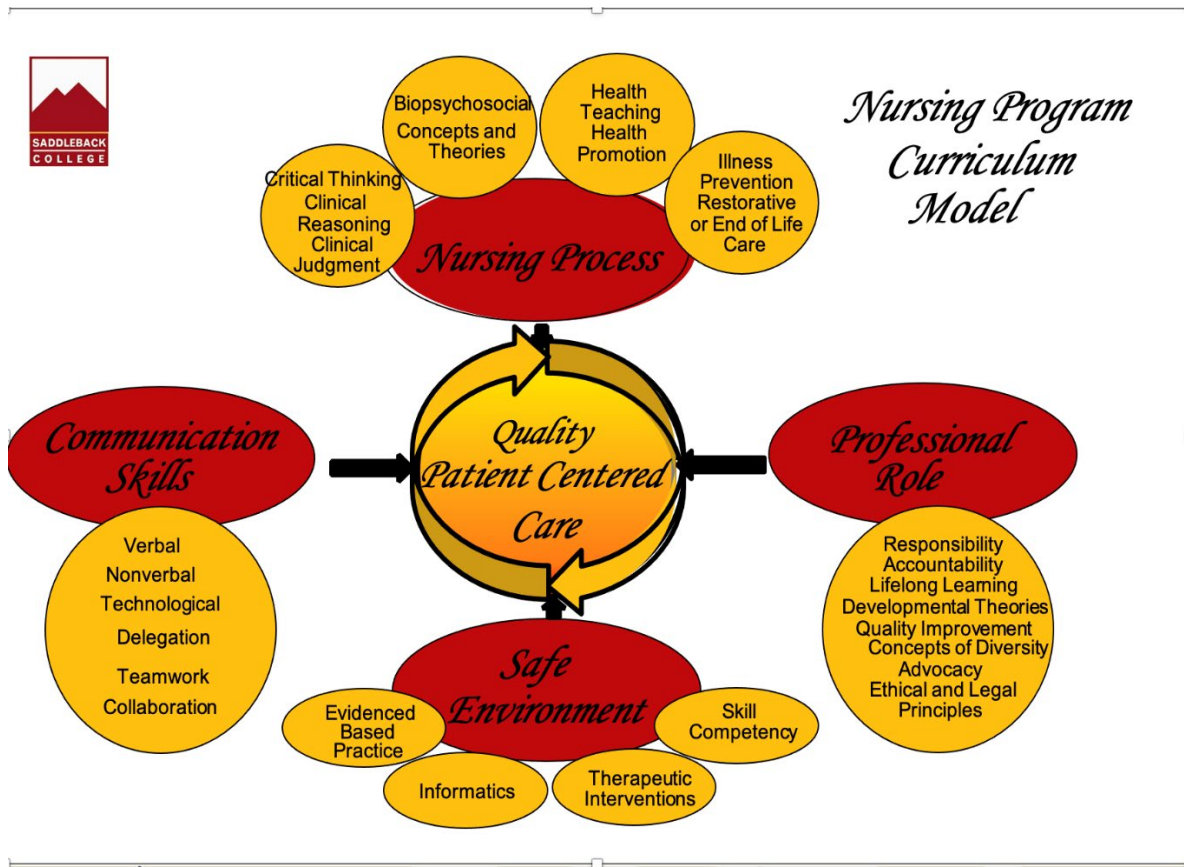 SADDLEBACK
COLLEGE
Nursing Program
Curriculum
Model
Critical Thinking
Clinical
Reasoning
Clinical
Judgment
Biopsychosocial
Concepts and
Theories
Health
Teaching
Health
Promotion
Illness
Prevention
Restorative
or End of Life
Care
Nursing Process
Communication
Skills
Verbal
Nonverbal
Technological
Delegation
Teamwork
Collaboration
Quality
Patient Centered
Care
Professional
Role
Responsibility
Accountability
Lifelong Learning
Developmental Theories
Quality Improvement
Concepts of Diversity
Advocacy
Ethical and Legal
Principles
Safe
Environment
Evidenced
Based
Practice
Informatics
Therapeutic
Interventions
Skill
Competency